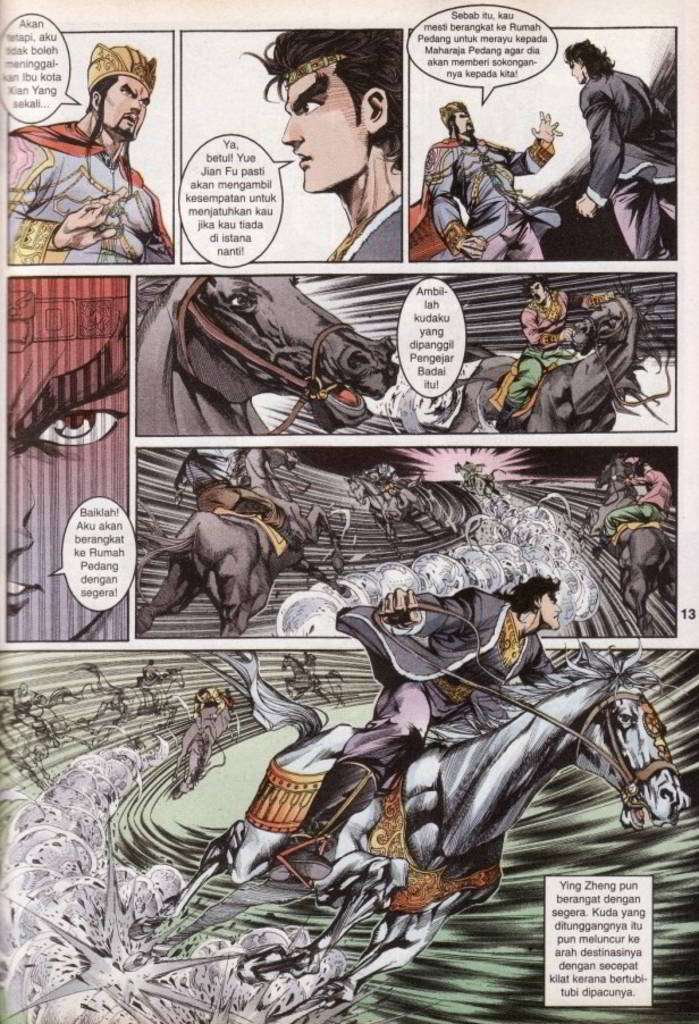 Akan
tetapi, aku
tidak boleh
meninggal-
kan Ibu kota
Xian Yang
sekali...
Ya,
betul! Yue
Jian Fu pasti
akan mengambil
kesempatan untuk
menjatuhkan kau
jika kau tiada
di istana
nanti!
Sebab itu, kau
mesti berangkat ke Rumah
Pedang untuk merayu kepada
Maharaja Pedang agar dia
akan memberi sokongan-
nya kepada kita!
Ambil-
lah
kudaku
yang
dipanggil
Pengejar
Badai
itu!
Baiklah!
Aku akan
berangkat
ke Rumah
Pedang
dengan
segera!
13
Ying Zheng pun
berangat dengan
segera. Kuda yang
ditunggangnya itu
pun meluncur ke
arah destinasinya
dengan secepat
kilat kerana bertubi-
tubi dipacunya.